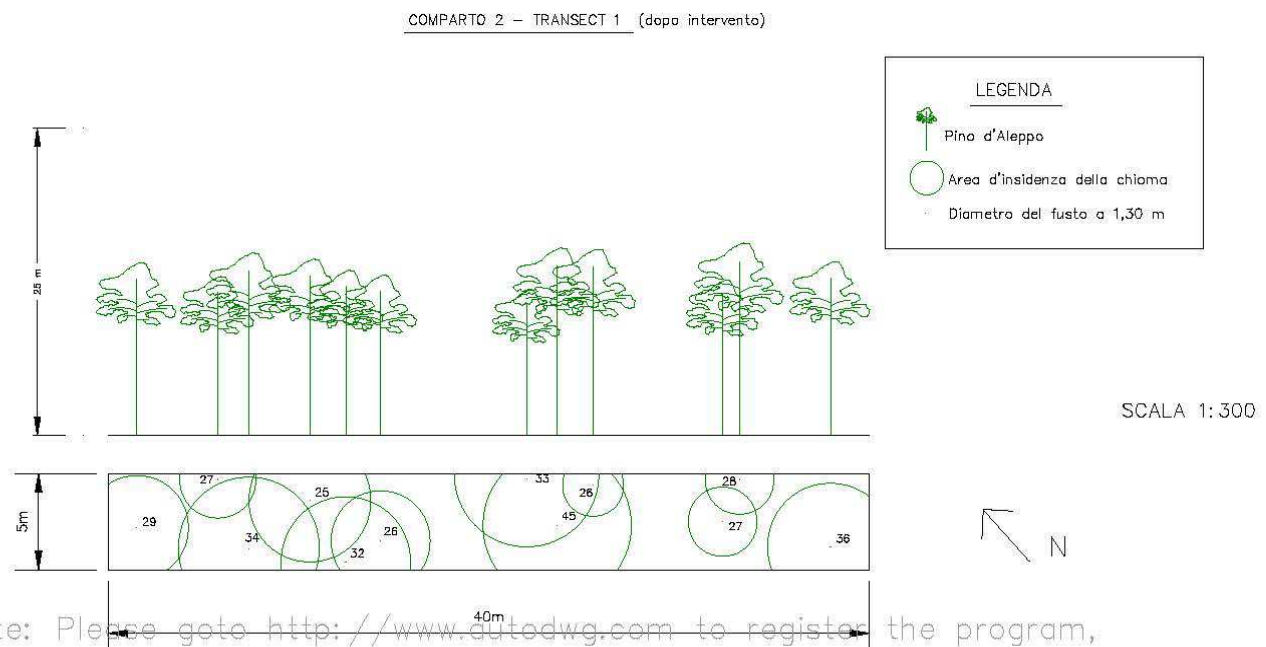 COMPARTO 2 – TRANSECT 1 (dopo intervento)
LEGENDA
Pino d'Aleppo
Area d'insidenza della chioma
Diametro del fusto a 1,30 m
25 m
SCALA 1:300
5m
29
27
34
25
32
26
33
45
26
28
27
36
N
40m
te: Please goto http://www.autodwg.com to register the program,